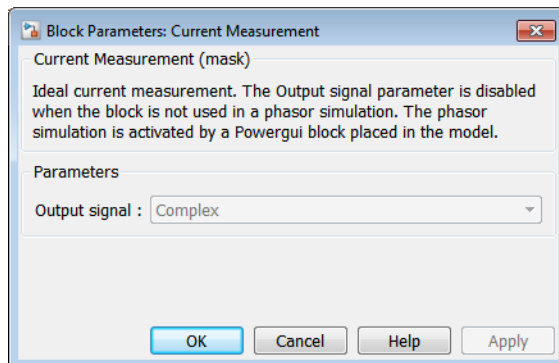 Block Parameters: Current Measurement
Current Measurement (mask)
Ideal current measurement. The Output signal parameter is disabled
when the block is not used in a phasor simulation. The phasor
simulation is activated by a Powergui block placed in the model.
Parameters
Output signal : Complex
OK Cancel Help Apply